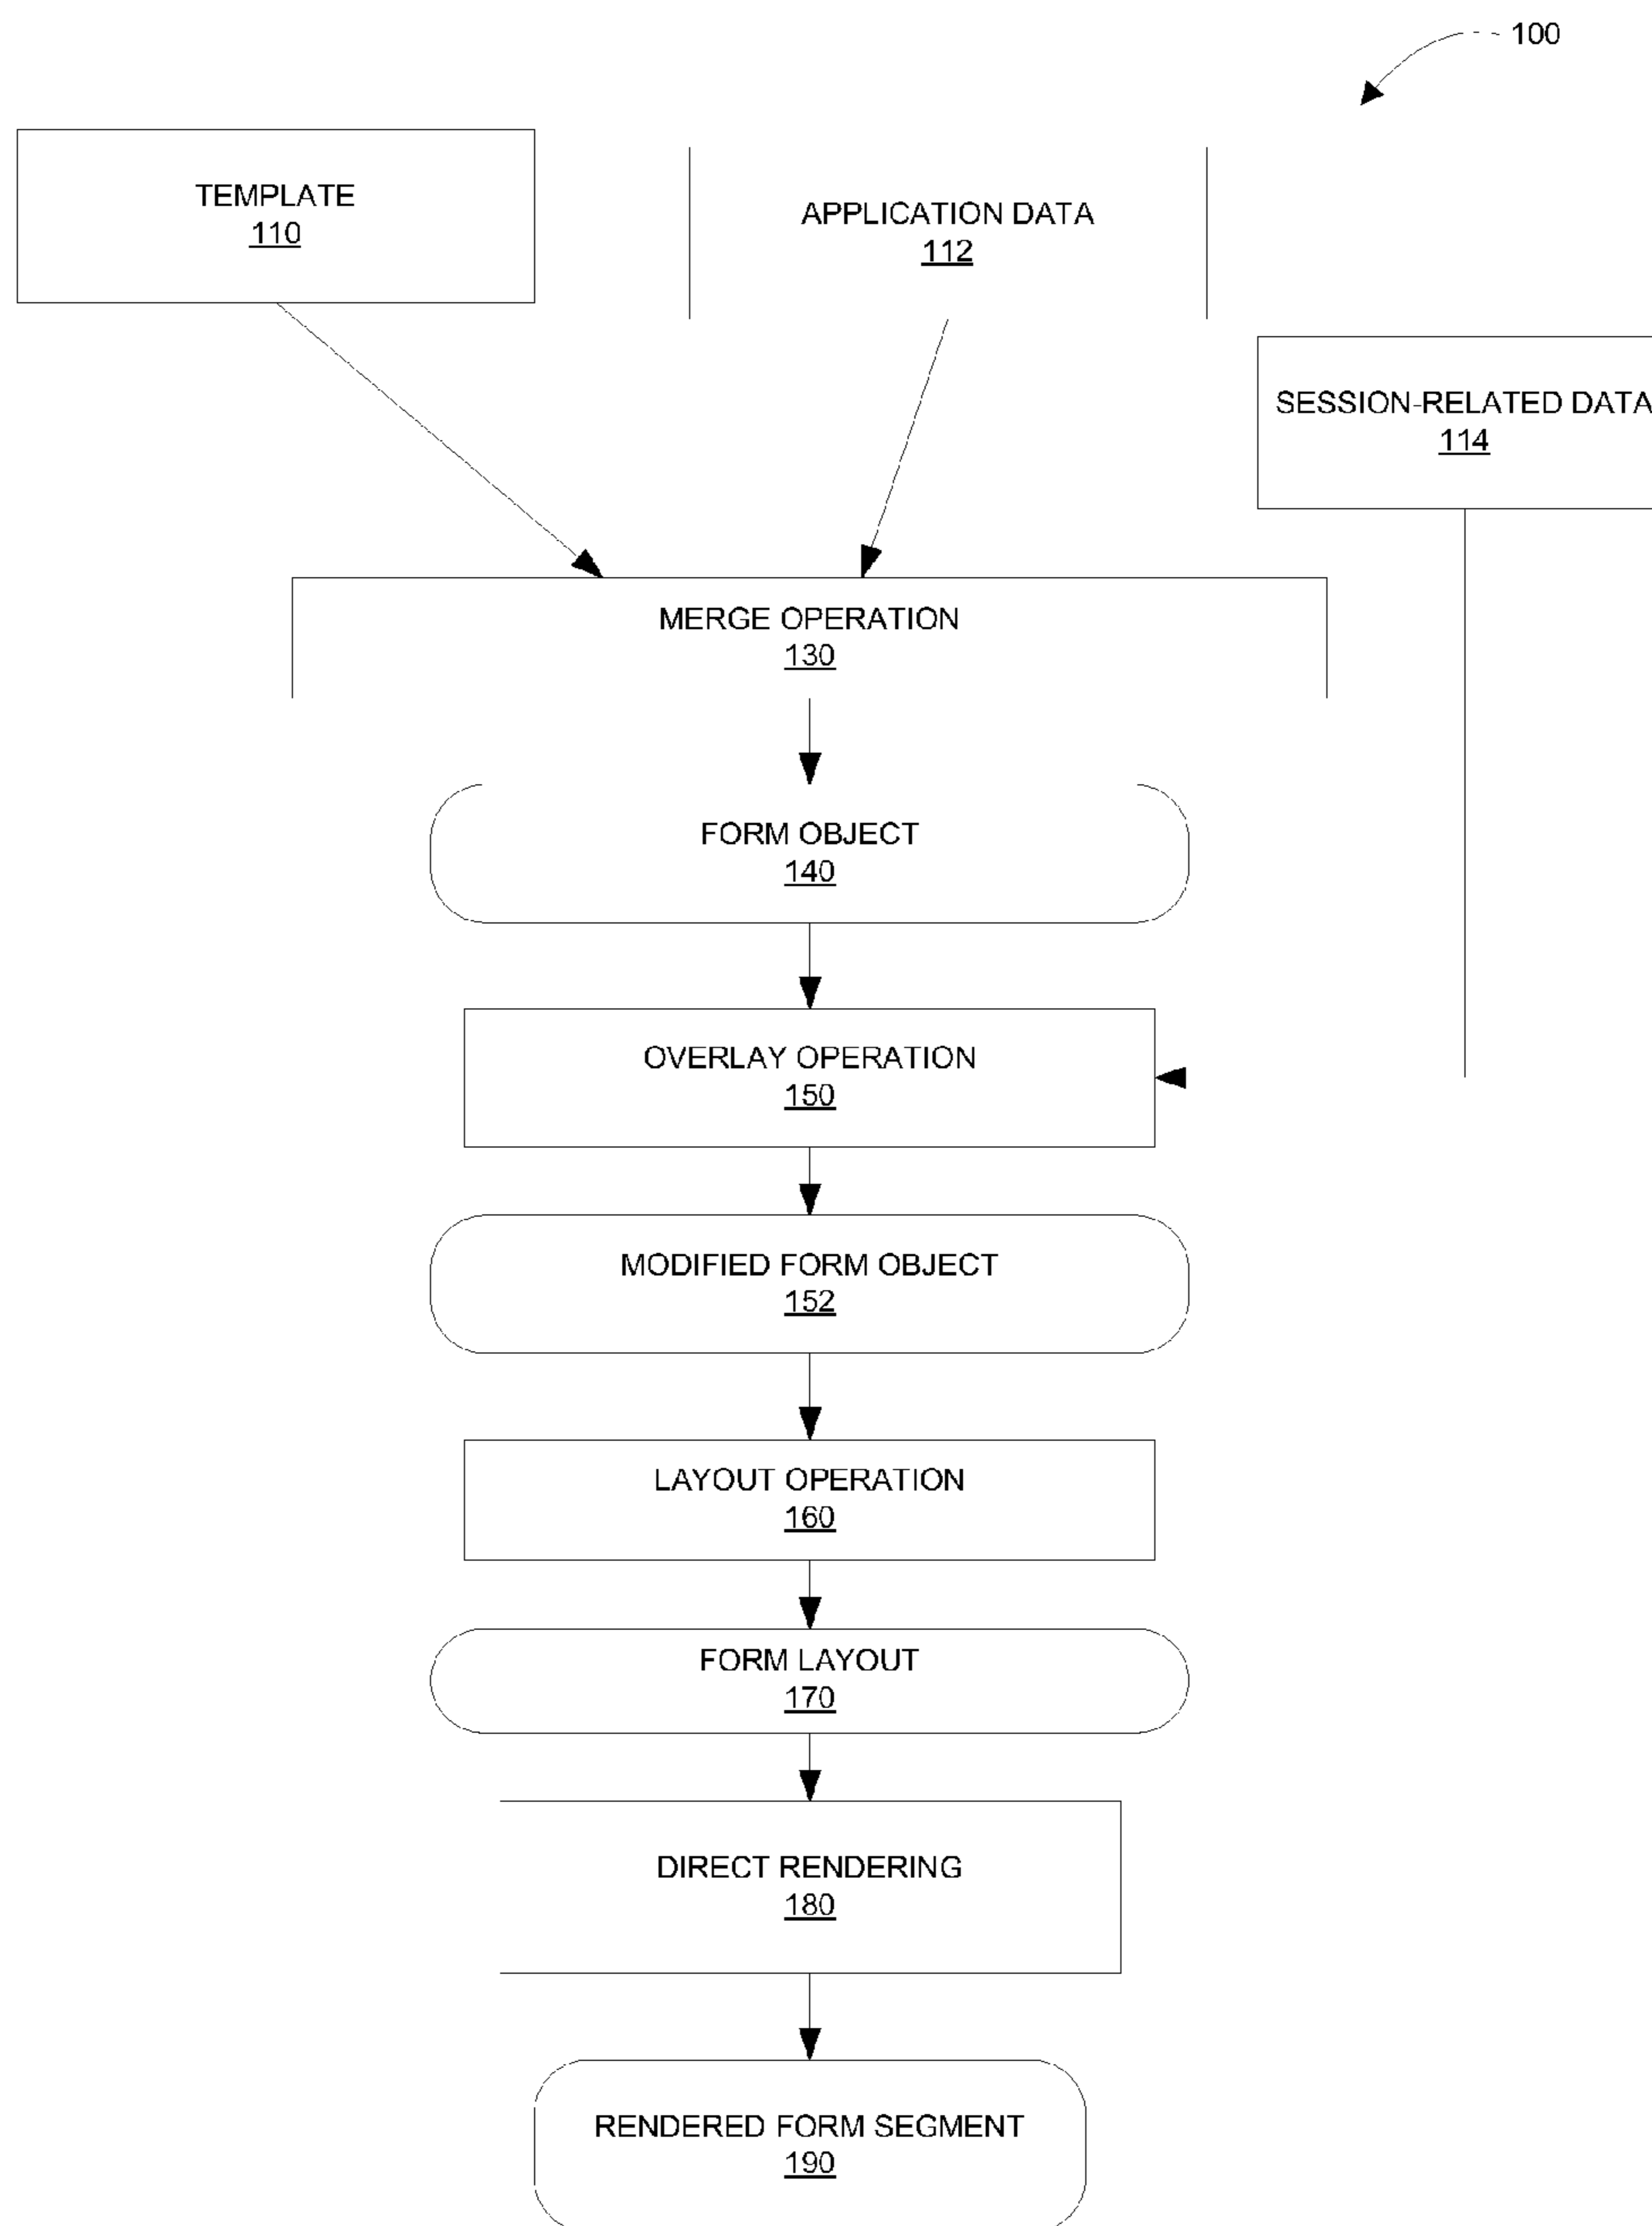 100
TEMPLATE
110
APPLICATION DATA
112
SESSION-RELATED DATA
114
MERGE OPERATION
130
FORM OBJECT
140
OVERLAY OPERATION
150
MODIFIED FORM OBJECT
152
LAYOUT OPERATION
160
FORM LAYOUT
170
DIRECT RENDERING
180
RENDERED FORM SEGMENT
190